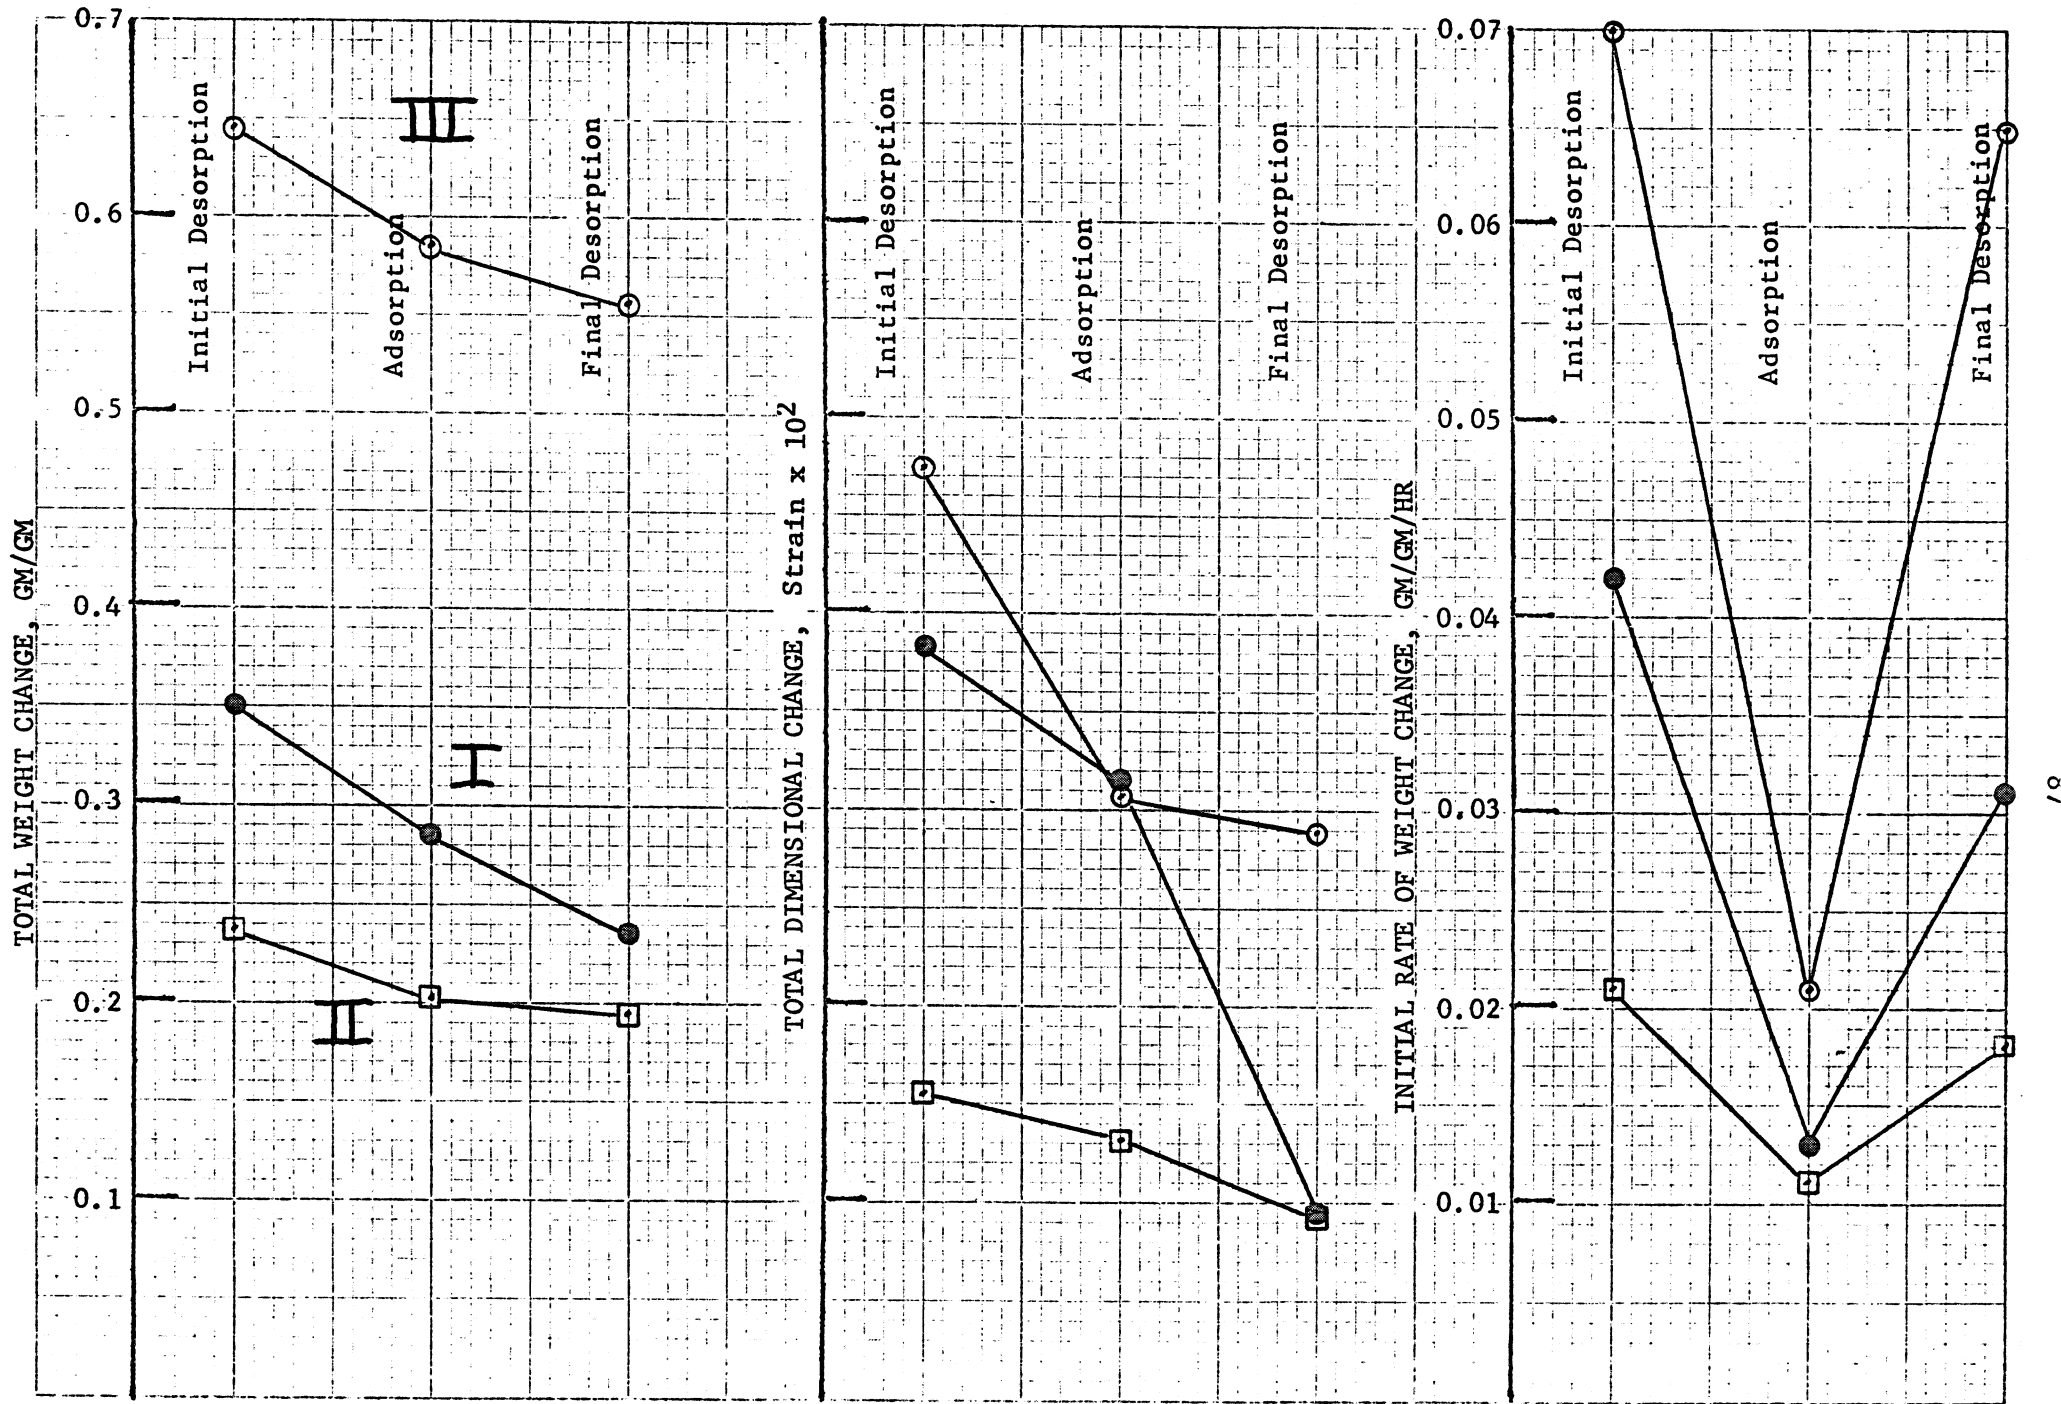 TOTAL WEIGHT CHANGE, GM/GM
0.7
0.6
0.5
0.4
0.3
0.2
0.1
Initial Desorption
Adsorption
Final Desorption
III
I
II
TOTAL DIMENSIONAL CHANGE, Strain x 10²
Initial Desorption
Adsorption
Final Desorption
INITIAL RATE OF WEIGHT CHANGE, GM/GM/HR
0.07
0.06
0.05
0.04
0.03
0.02
0.01
Initial Desorption
Adsorption
Final Desorption